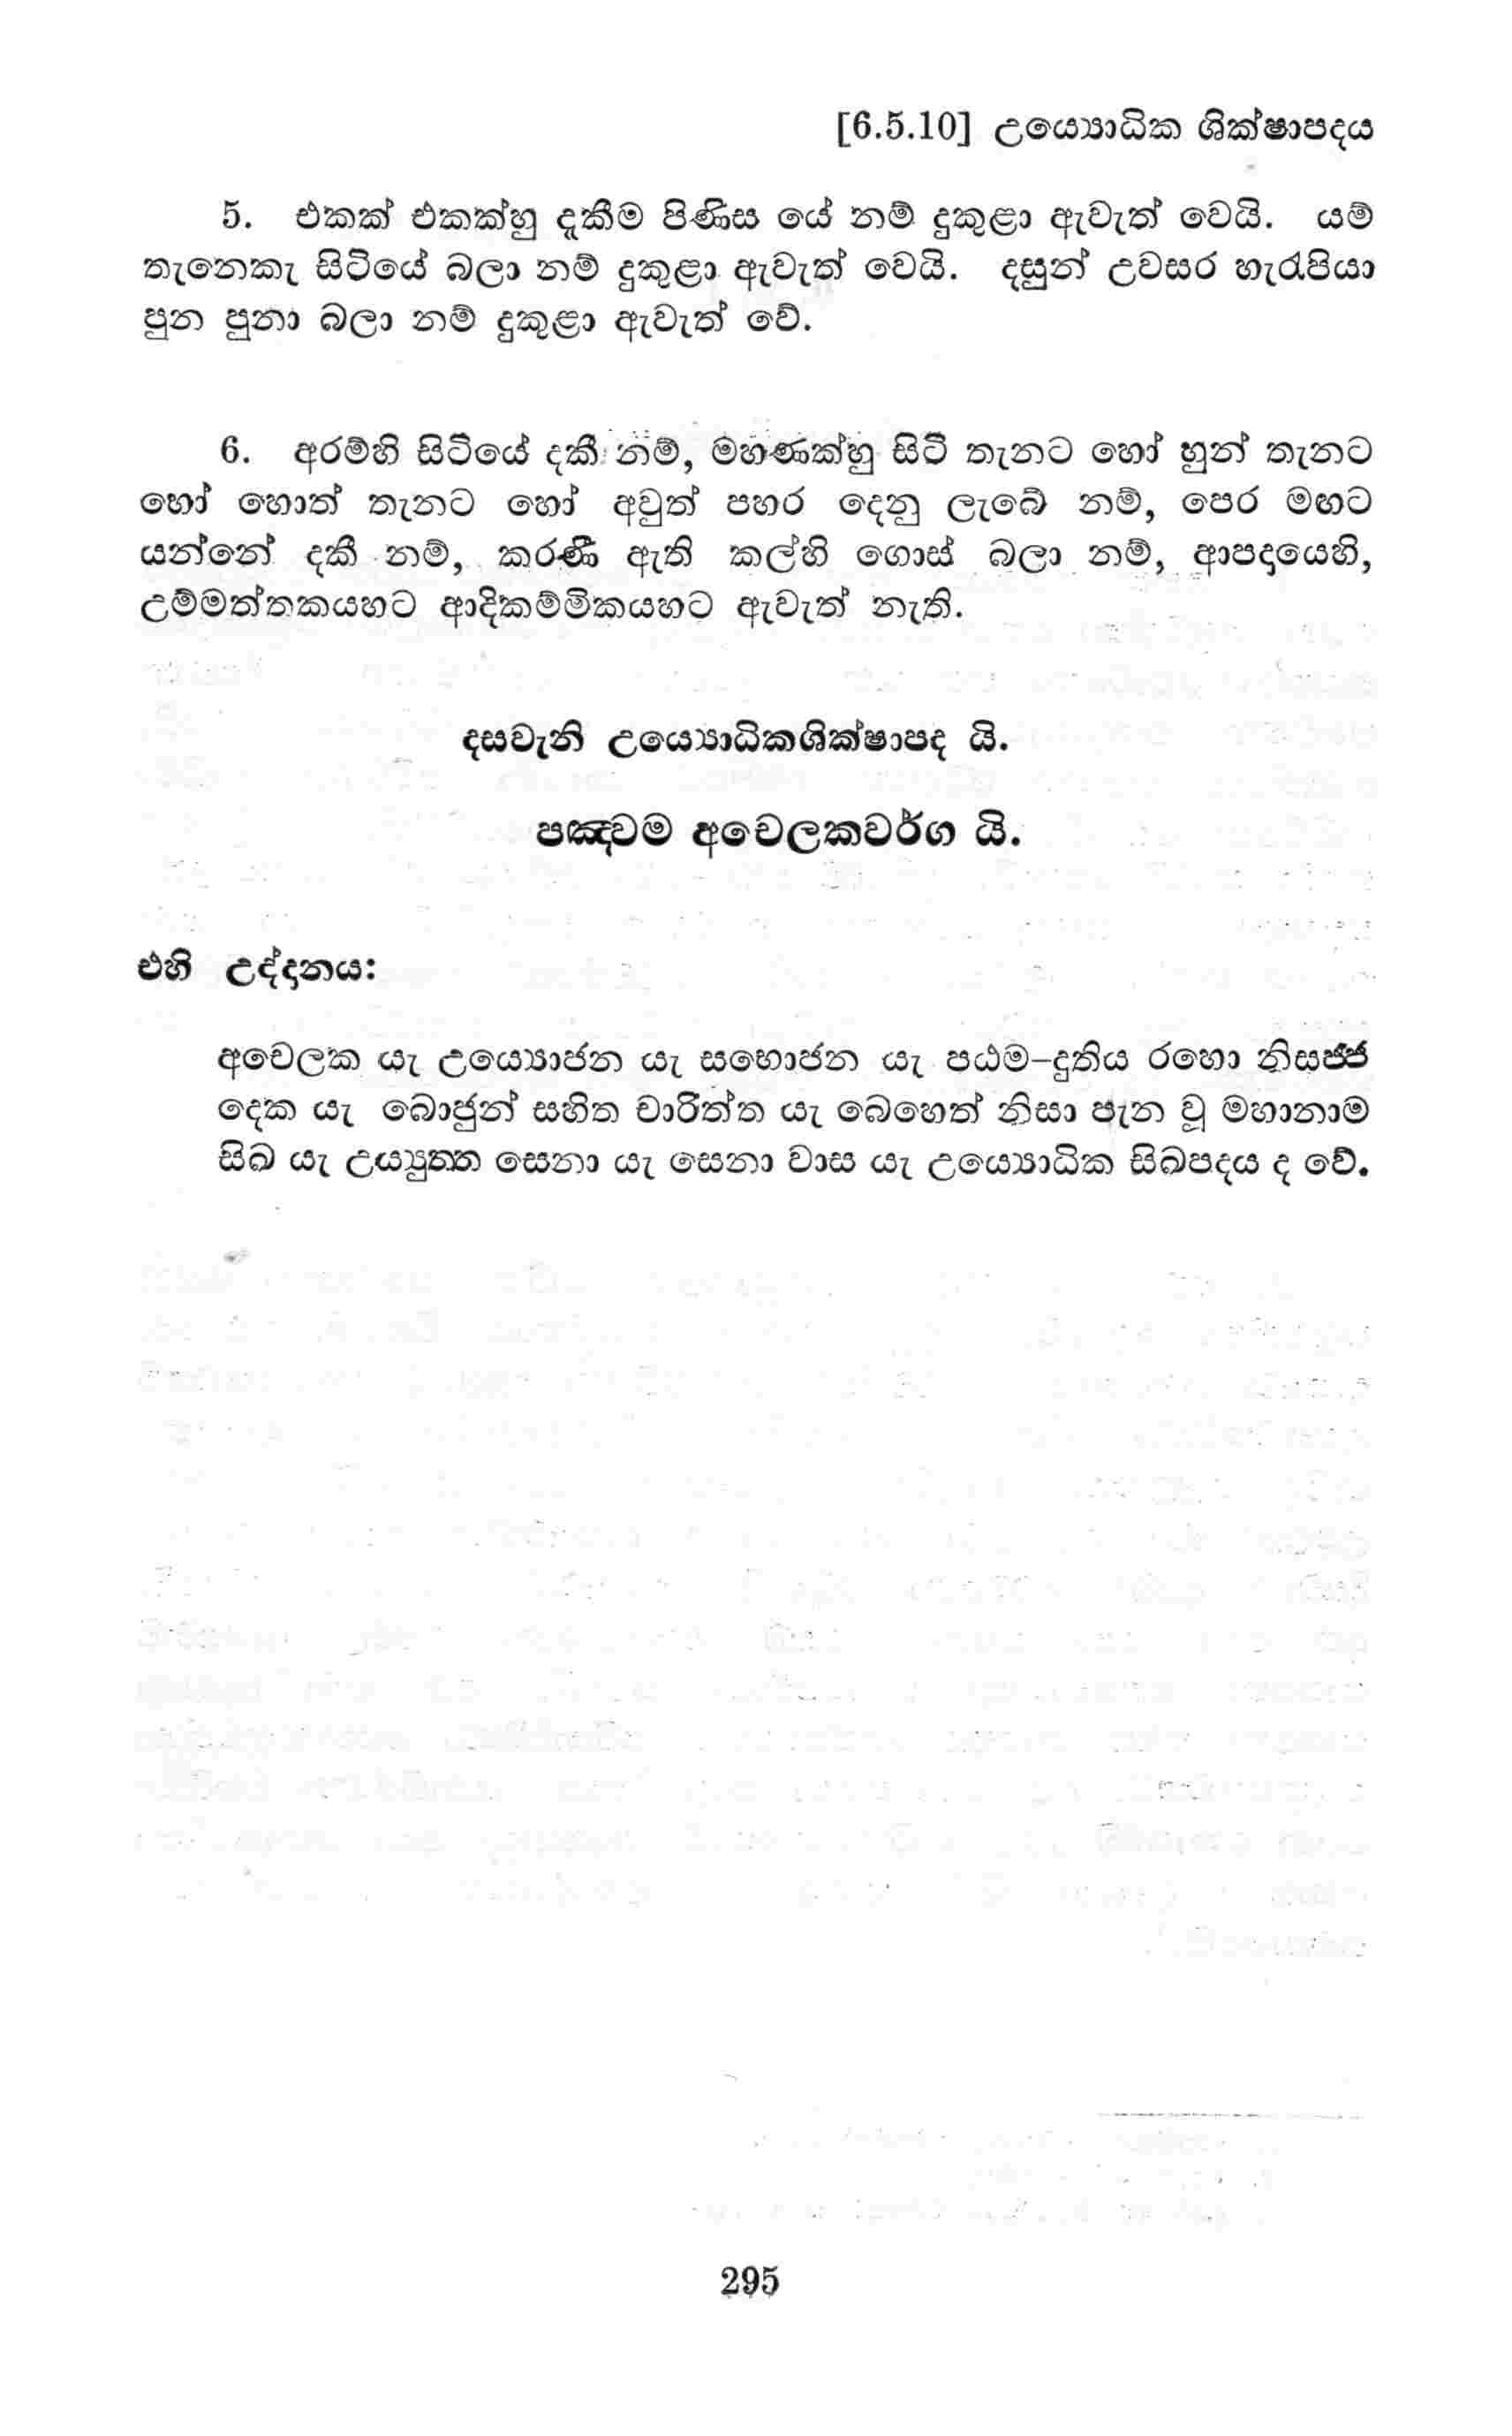 [6.5.10] උය්‍යොධික ශික්ෂාපදය
5. එකක් එකක්හු දැකීම පිණිස යේ නම් දුකුළා ඇවැත් වෙයි. යම්
තැනෙකැ සිටියේ බලා නම් දුකුළා ඇවැත් වෙයි. දසුන් උවසර හැරැපියා
පුන පුනා බලා නම් දුකුළා ඇවැත් වේ.
6. අරම්හි සිටියේ දකී නම්, මහණක්හු සිටි තැනට හෝ හුන් තැනට
හෝ හොත් තැනට හෝ අවුත් පහර දෙනු ලැබේ නම්, පෙර මඟට
යන්නේ දකී නම්, කරණී ඇති කල්හි ගොස් බලා නම්, ආපදායෙහි,
උම්මත්තකයහට ආදිකම්මිකයහට ඇවැත් නැති.
දසවැනි උය්‍යොධිකශික්ෂාපද යි.
පඤ්චම අචෙලකවර්ග යි.
එහි උද්දානය:
අචෙලක යැ උය්‍යොජන යැ සභොජන යැ පඨම-දුතිය රහො නිසජ්ජ
දෙක යැ බොජුන් සහිත චාරිත්ත යැ බෙහෙත් නිසා පැන වූ මහානාම
සිඛ යැ උය්‍යුත්ත සෙනා යැ සෙනා වාස යැ උය්‍යොධික සිඛපදය ද වේ.
295